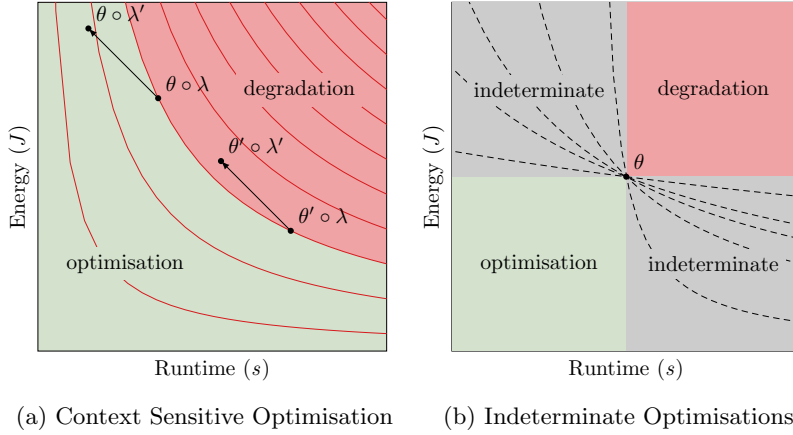 θ ∘ λ′
θ ∘ λ
degradation
θ′ ∘ λ′
θ′ ∘ λ
optimisation
Energy (J)
Runtime (s)
(a) Context Sensitive Optimisation
indeterminate
degradation
θ
optimisation
indeterminate
Energy (J)
Runtime (s)
(b) Indeterminate Optimisations